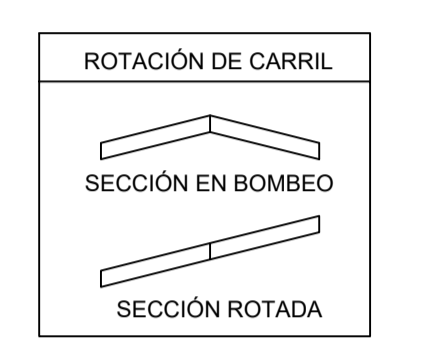 ROTACIÓN DE CARRIL
SECCIÓN EN BOMBEO
SECCIÓN ROTADA